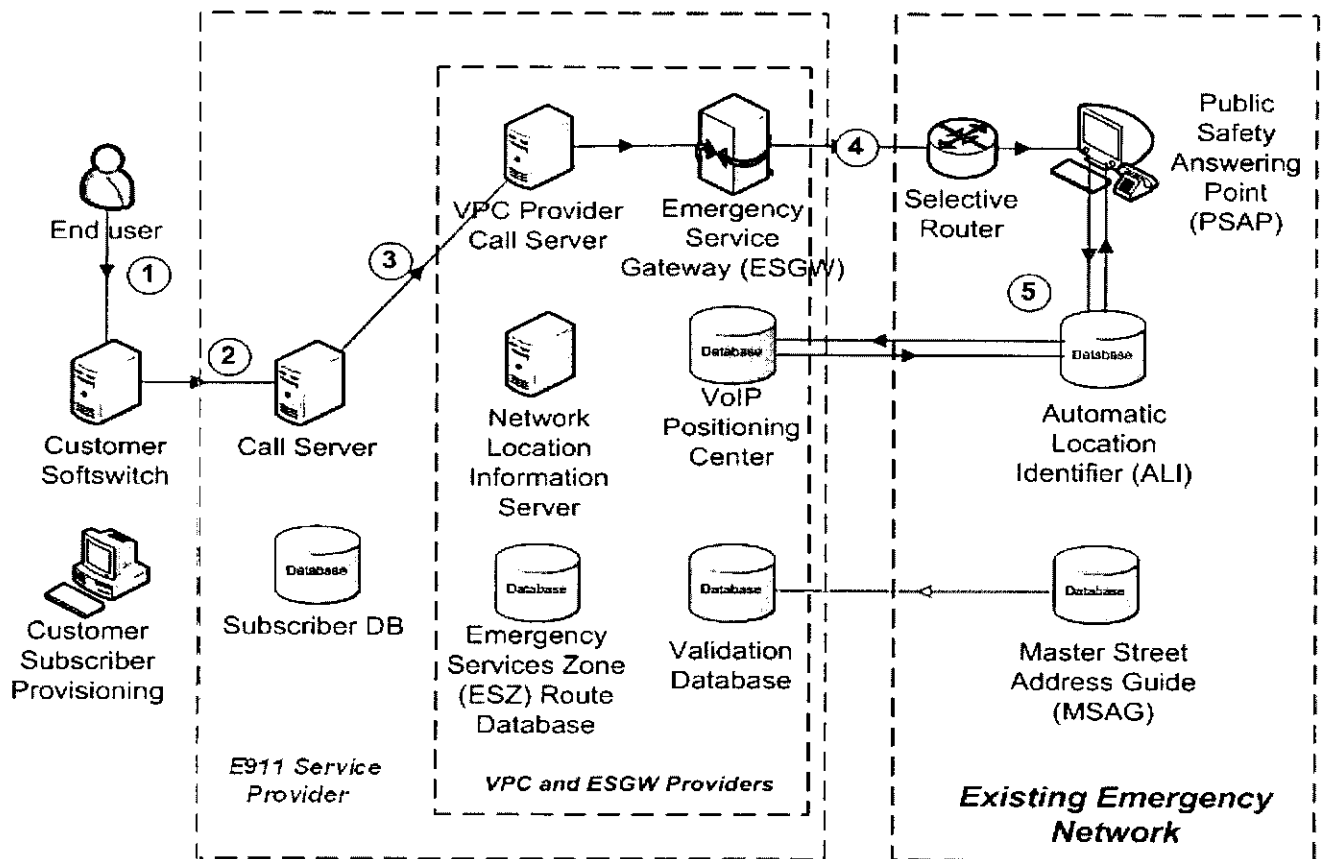 End user
1
Customer
Softswitch
Customer
Subscriber
Provisioning
2
Call Server
Database
Subscriber DB
E911 Service
Provider
3
VPC Provider
Call Server
Emergency
Service
Gateway (ESGW)
Network
Location
Information
Server
Database
VoIP
Positioning
Center
Database
Emergency
Services Zone
(ESZ) Route
Database
Database
Validation
Database
VPC and ESGW Providers
4
Selective
Router
Public
Safety
Answering
Point
(PSAP)
5
Database
Automatic
Location
Identifier (ALI)
Database
Master Street
Address Guide
(MSAG)
Existing Emergency
Network